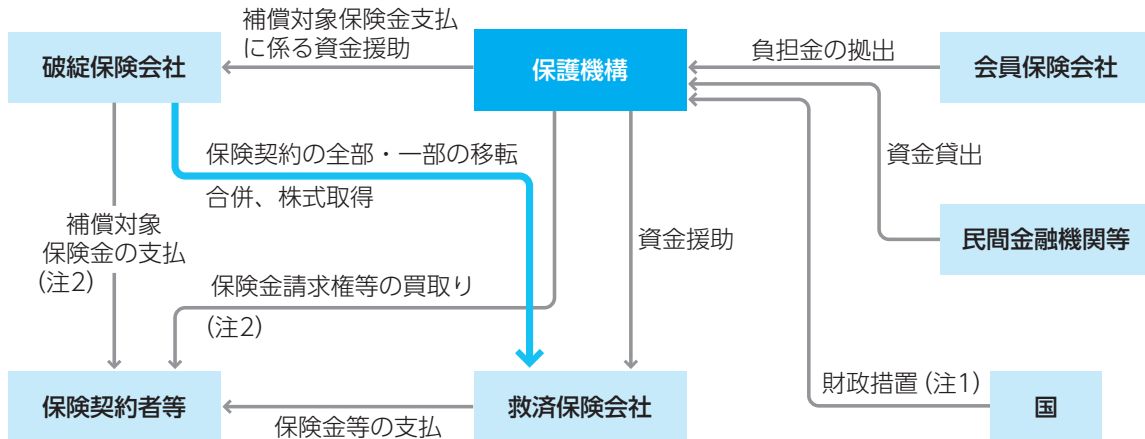 補償対象保険金支払
に係る資金援助
破綻保険会社
保護機構
負担金の拠出
会員保険会社
保険契約の全部・一部の移転
合併、株式取得
資金貸出
補償対象
保険金の支払
(注2)
資金援助
民間金融機関等
保険金請求権等の買取り
(注2)
財政措置(注1)
保険契約者等
保険金等の支払
救済保険会社
国